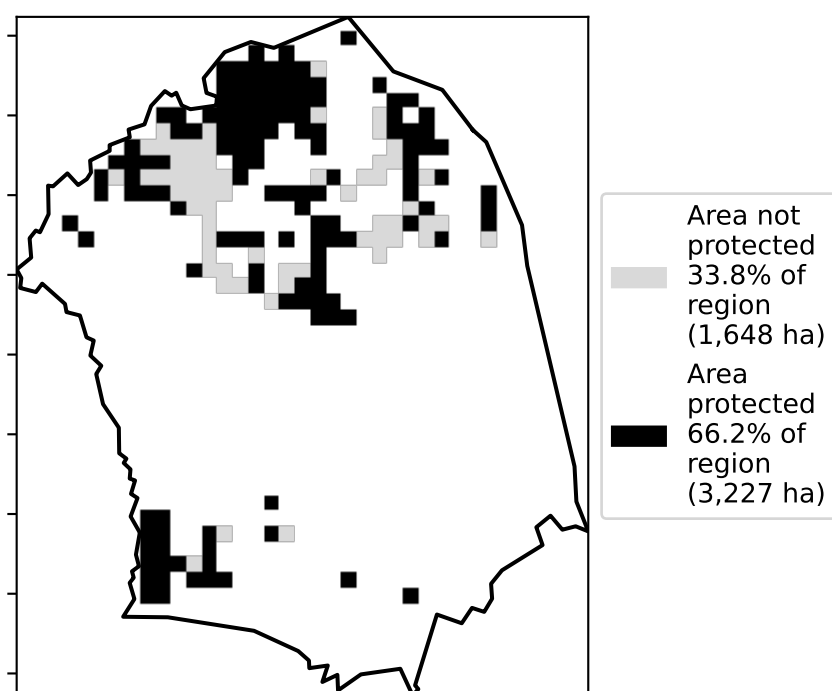 Area not
protected
33.8% of
region
(1,648 ha)
Area
protected
66.2% of
region
(3,227 ha)